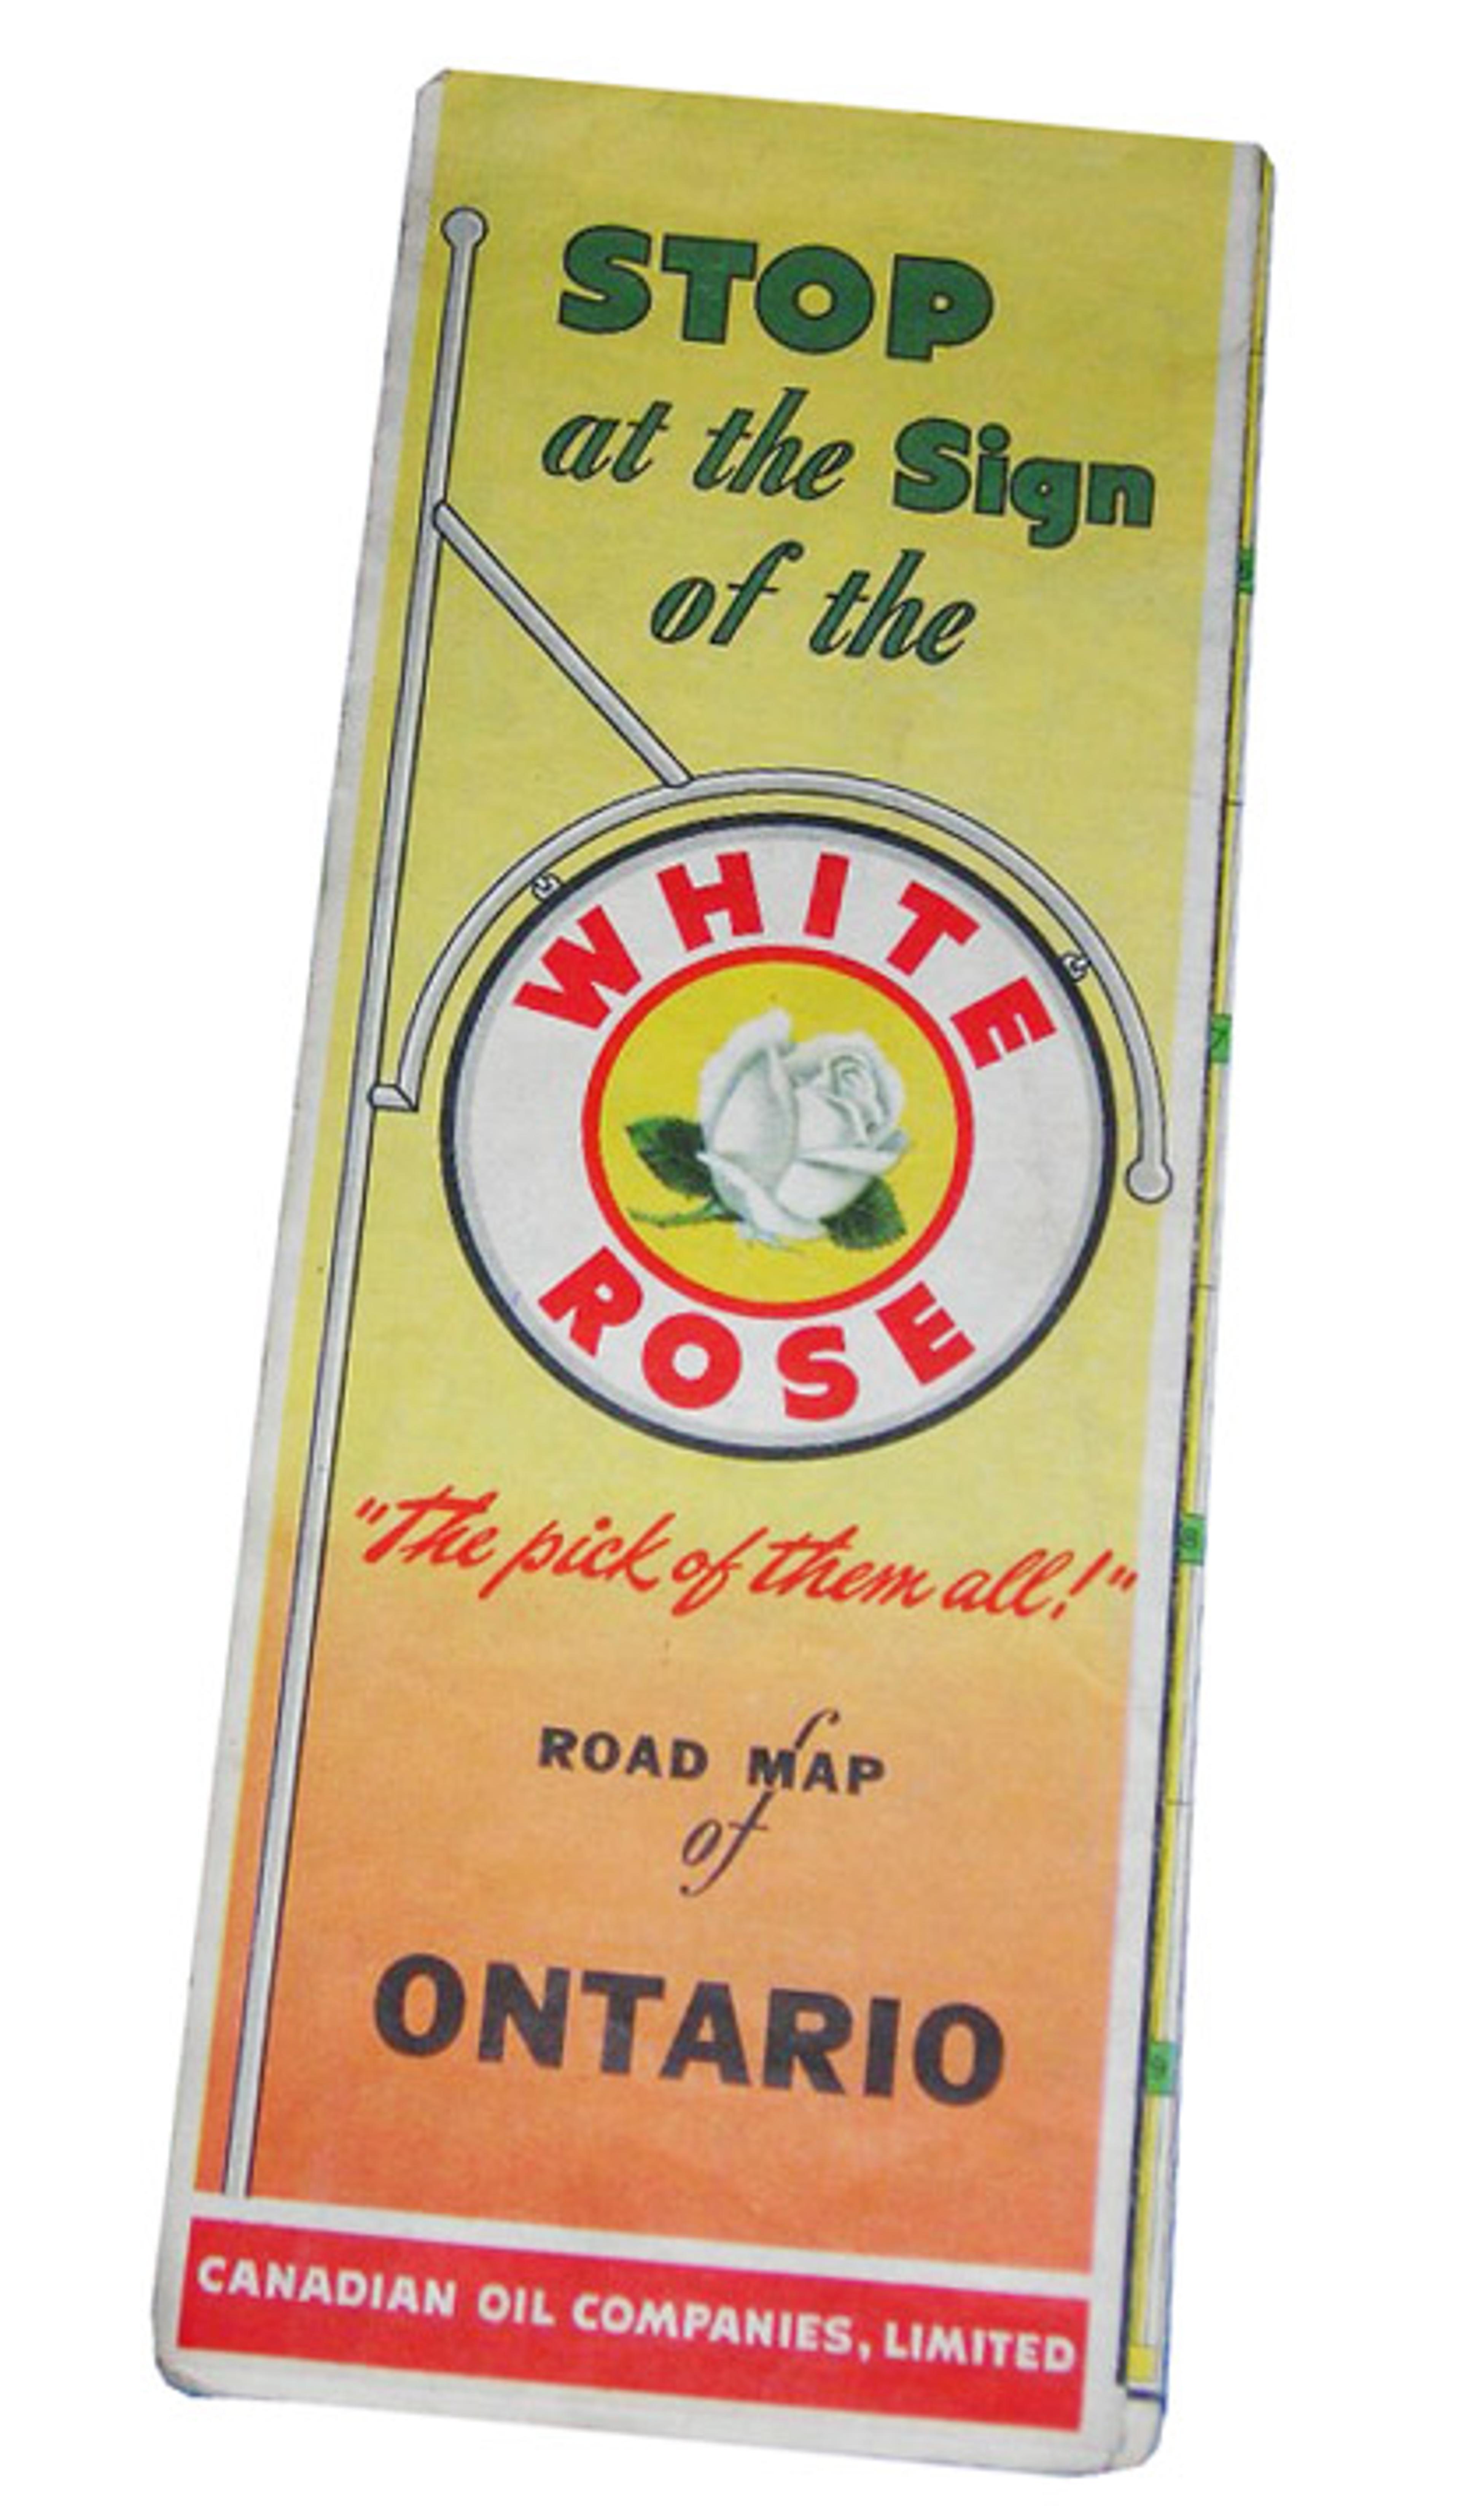 STOP
at the Sign
of the
WHITE
ROSE
"The pick of them all!"
ROAD MAP
of
ONTARIO
CANADIAN OIL COMPANIES, LIMITED